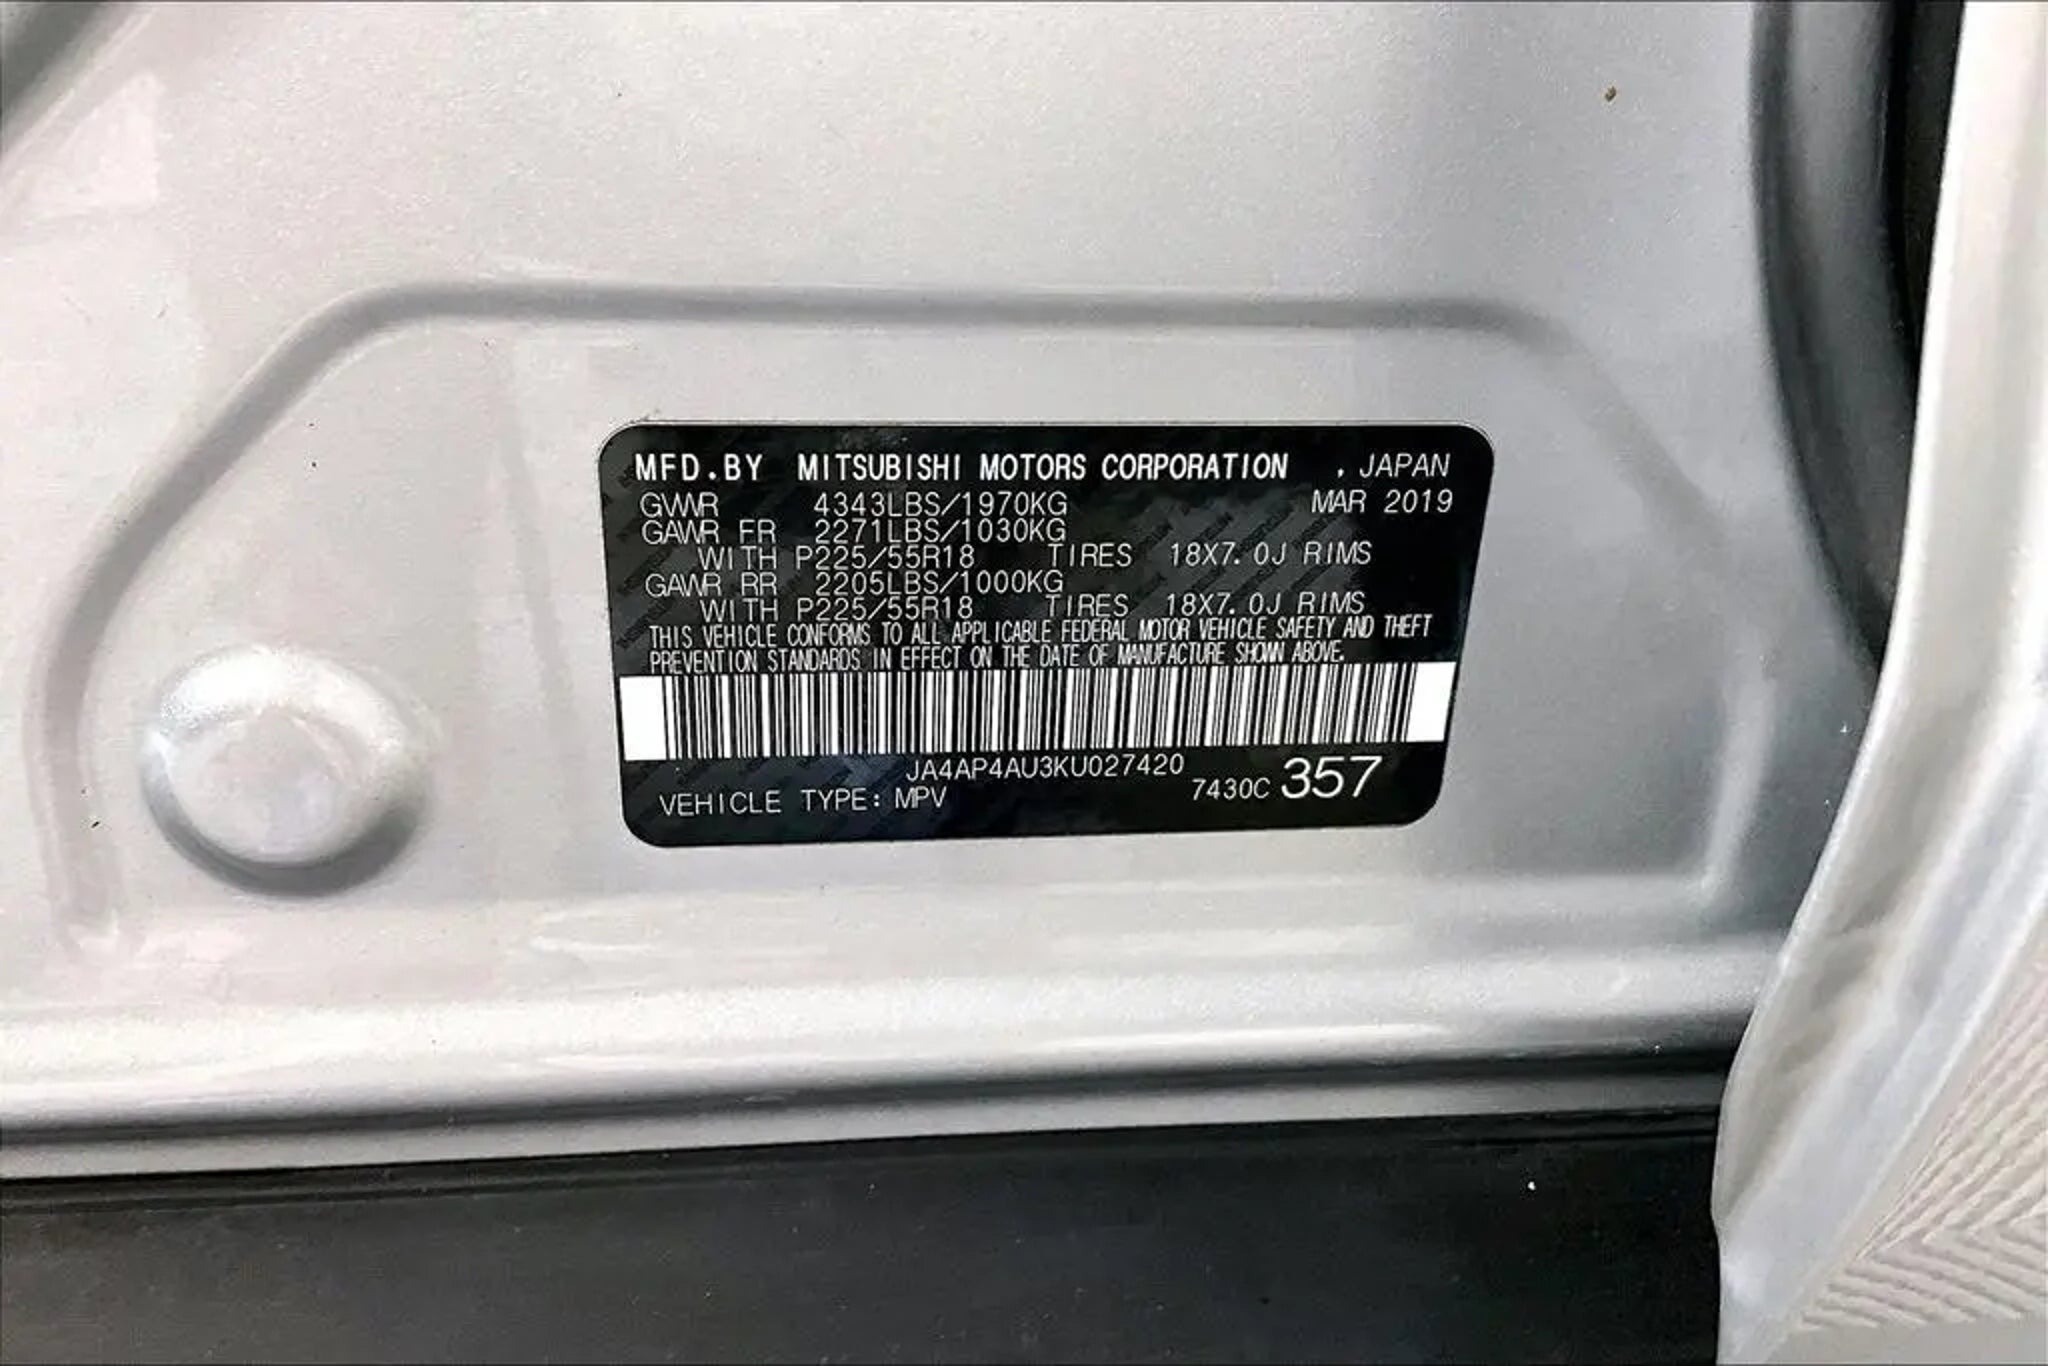 MFD.BY MITSUBISHI MOTORS CORPORATION , JAPAN
GVWR 4343LBS/1970KG MAR 2019
GAWR FR 2271LBS/1030KG
WITH P225/55R18 TIRES 18X7.0J RIMS
GAWR RR 2205LBS/1000KG
WITH P225/55R18 TIRES 18X7.0J RIMS
THIS VEHICLE CONFORMS TO ALL APPLICABLE FEDERAL MOTOR VEHICLE SAFETY AND THEFT
PREVENTION STANDARDS IN EFFECT ON THE DATE OF MANUFACTURE SHOWN ABOVE.
JA4AP4AU3KU027420
VEHICLE TYPE: MPV 7430C 357